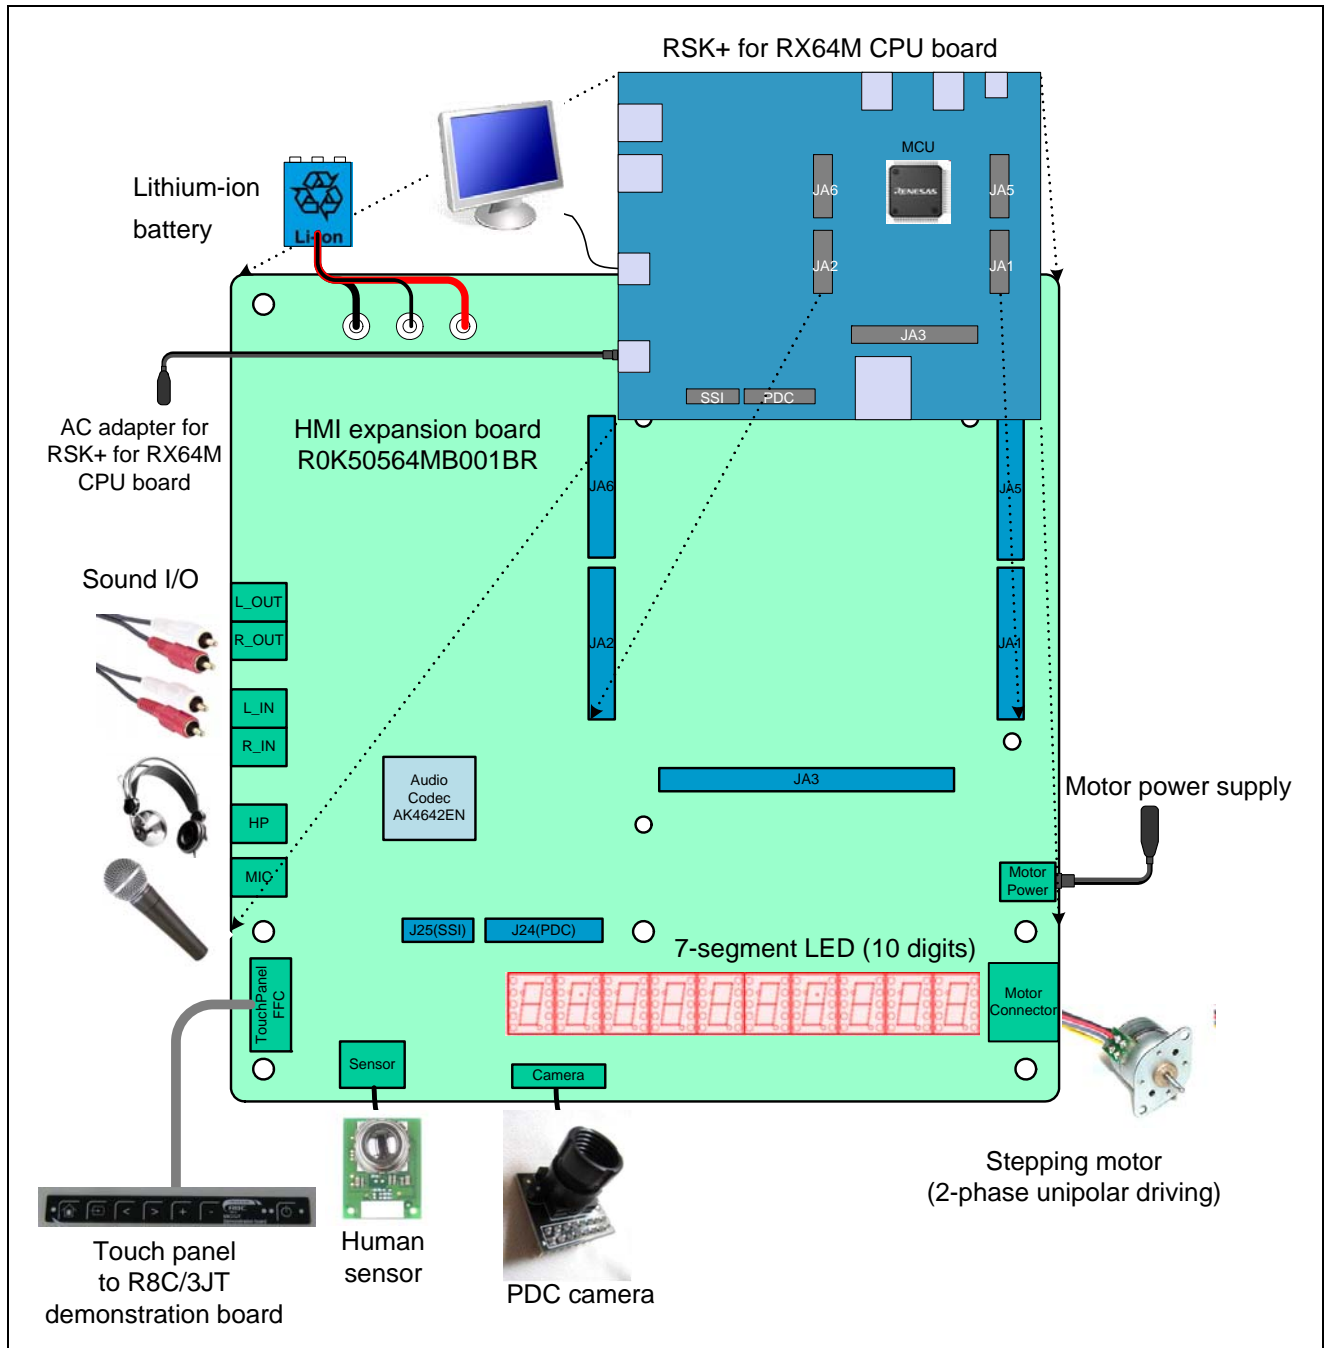 RSK+ for RX64M CPU board
MCU
RENESAS
JA6
JA5
JA2
JA1
JA3
SSI
PDC
Lithium-ion
battery
Li-ion
AC adapter for
RSK+ for RX64M
CPU board
HMI expansion board
R0K50564MB001BR
JA6
JA5
JA2
JA1
JA3
Sound I/O
L_OUT
R_OUT
L_IN
R_IN
HP
MIC
Audio
Codec
AK4642EN
Motor power supply
Motor
Power
J25(SSI)
J24(PDC)
7-segment LED (10 digits)
TouchPanel
FFC
Motor
Connector
Sensor
Camera
Stepping motor
(2-phase unipolar driving)
Human
sensor
PDC camera
Touch panel
to R8C/3JT
demonstration board